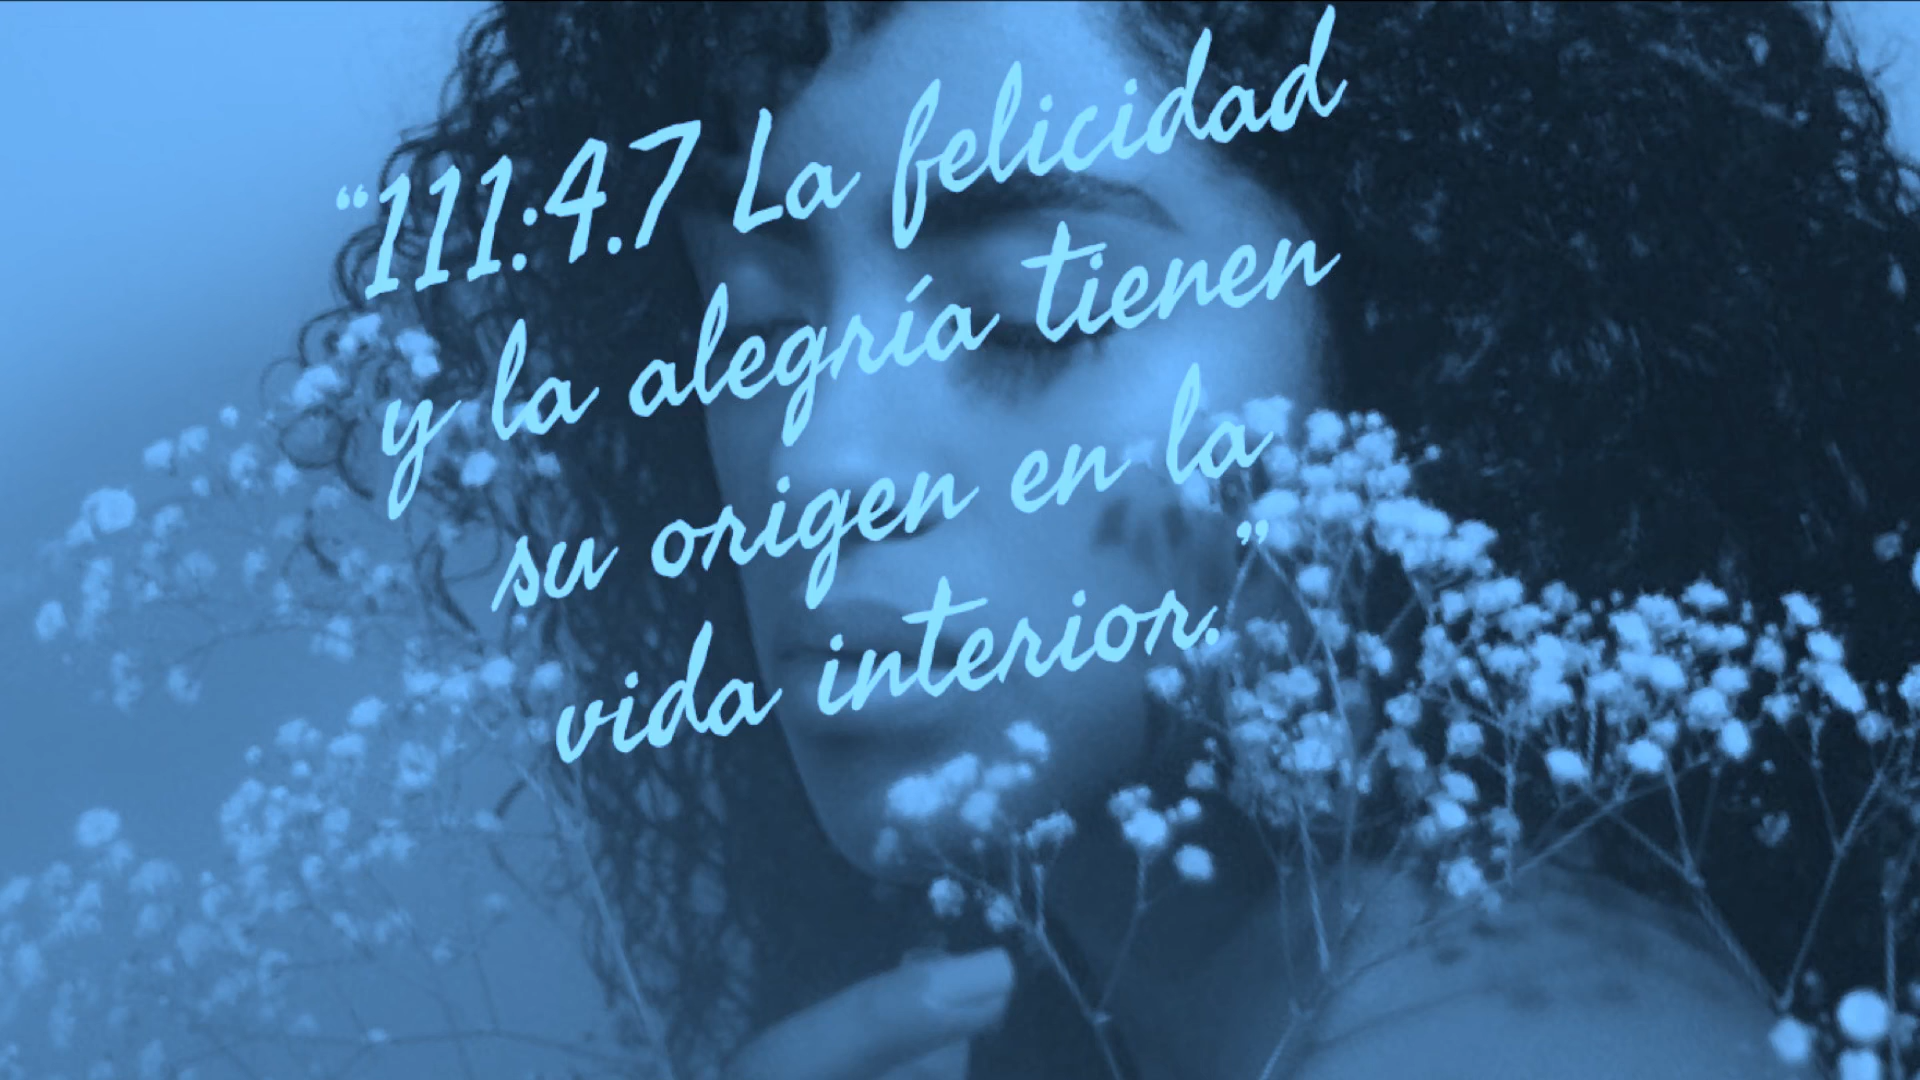 “111:4.7 La felicidad
y la alegría tienen
su origen en la
vida interior.”